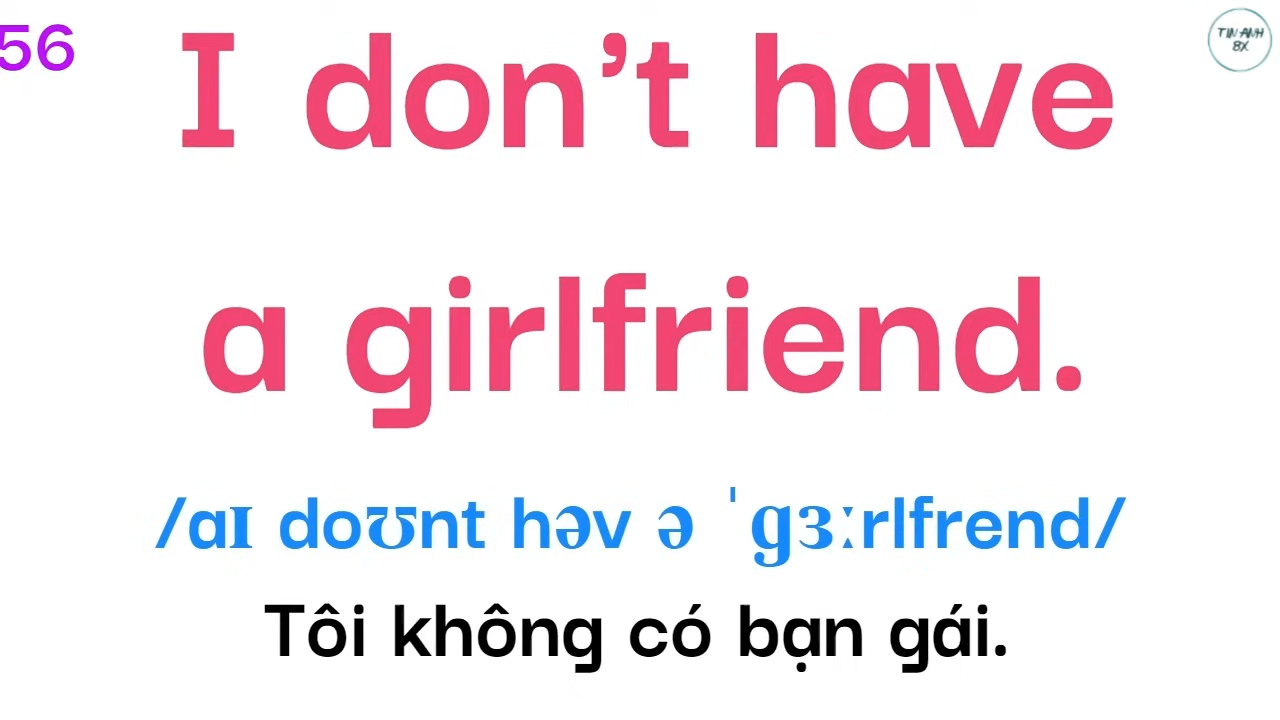 56
TIN ANH
8X
I don’t have
a girlfriend.
/aɪ doʊnt həv ə ˈɡɜːrlfrend/
Tôi không có bạn gái.